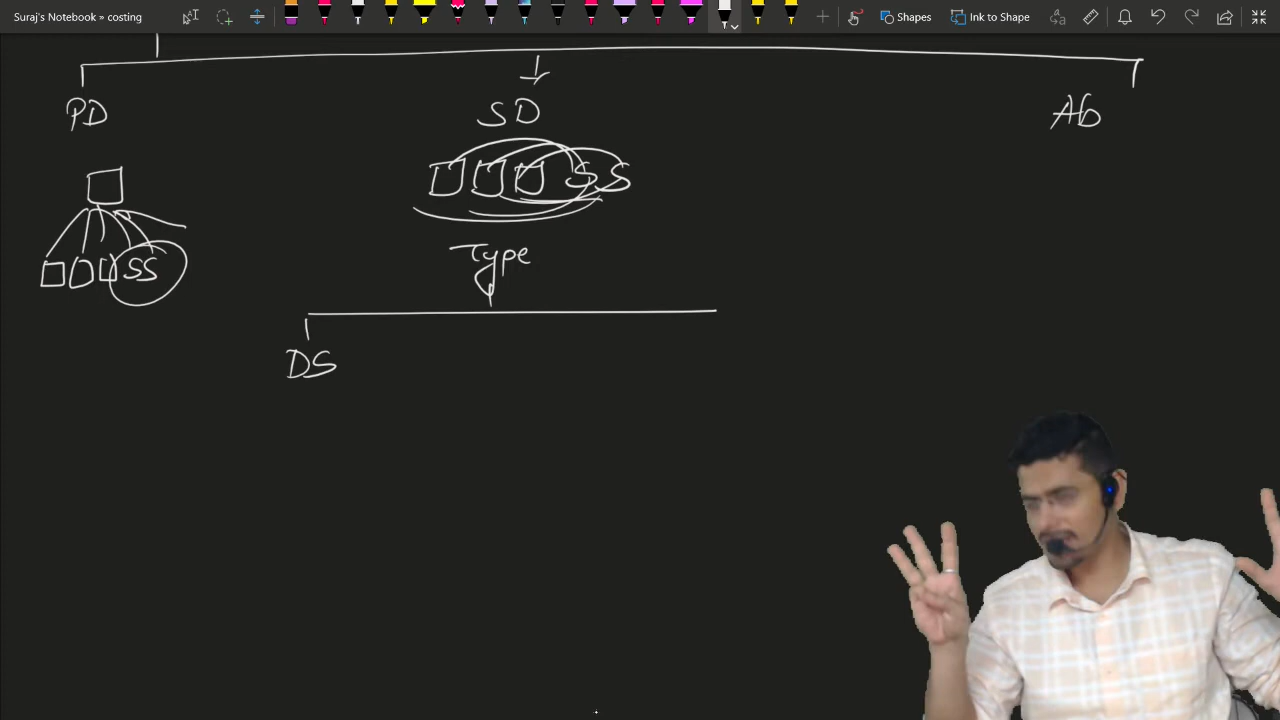 Suraj's Notebook » costing
Shapes
Ink to Shape
PD
SD
Ab
SS
SS
Type
DS